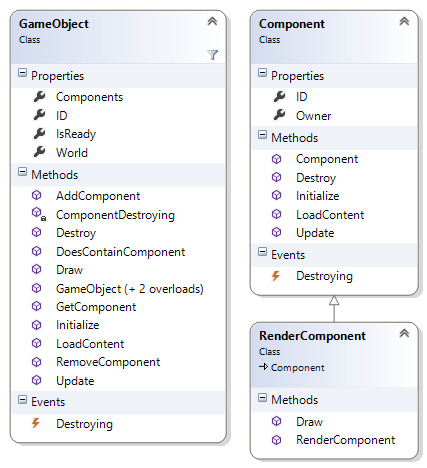 GameObject
Class
Properties
Components
ID
IsReady
World
Methods
AddComponent
ComponentDestroying
Destroy
DoesContainComponent
Draw
GameObject (+ 2 overloads)
GetComponent
Initialize
LoadContent
RemoveComponent
Update
Events
Destroying
Component
Class
Properties
ID
Owner
Methods
Component
Destroy
Initialize
LoadContent
Update
Events
Destroying
RenderComponent
Class
Component
Methods
Draw
RenderComponent